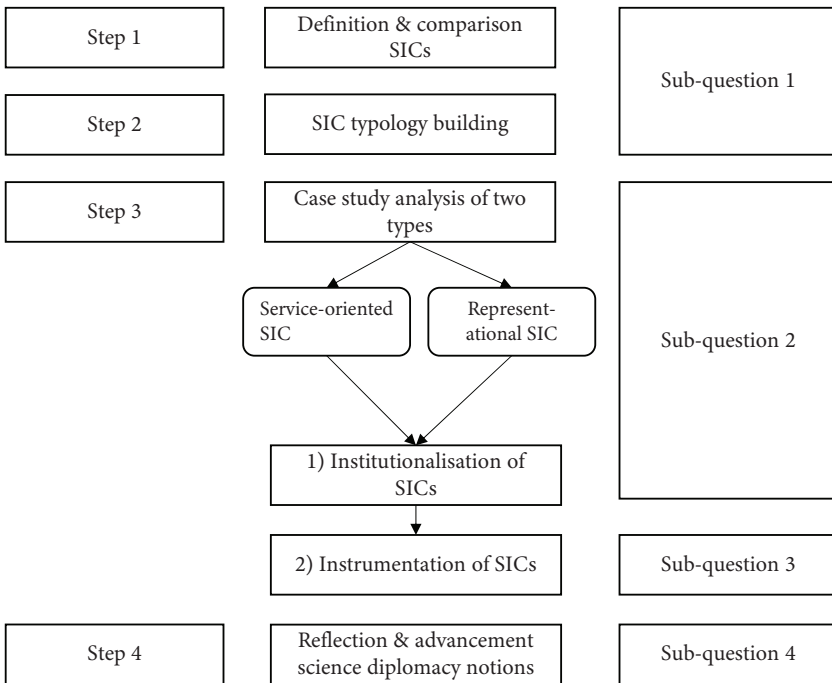 Step 1
Definition & comparison
SICs
Sub-question 1
Step 2
SIC typology building
Step 3
Case study analysis of two
types
Service-oriented
SIC
Represent-
ational SIC
Sub-question 2
1) Institutionalisation of
SICs
2) Instrumentation of SICs
Sub-question 3
Step 4
Reflection & advancement
science diplomacy notions
Sub-question 4